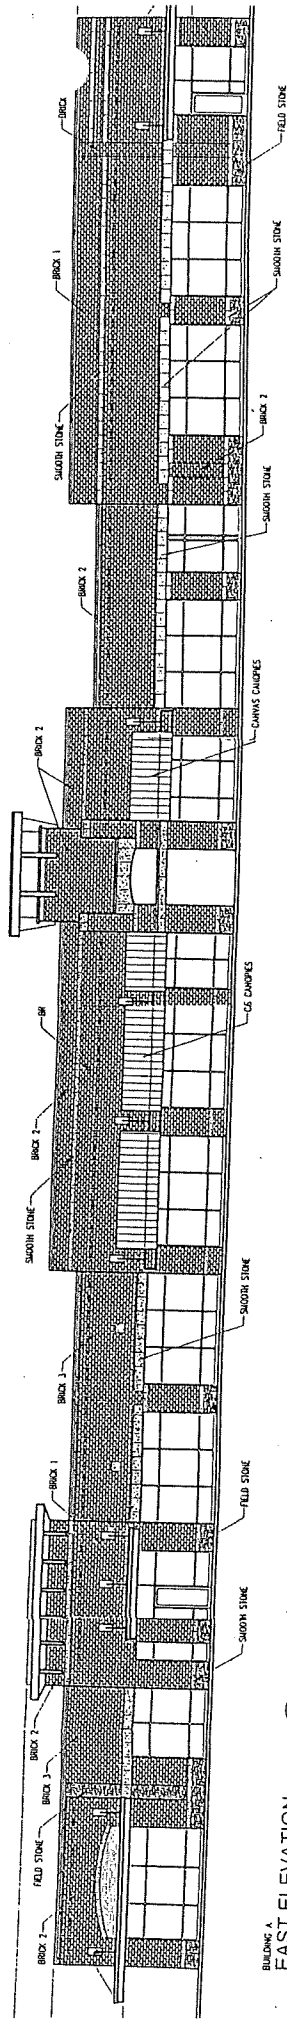 BRICK 2
FIELD STONE
BRICK 3
BRICK 2
BRICK 1
BRICK 3
SMOOTH STONE
BRICK 2
BR
BRICK 2
BRICK 2
SMOOTH STONE
BRICK 1
BRICK
SMOOTH STONE
FIELD STONE
SMOOTH STONE
C.G CANOPIES
CANVAS CANOPIES
SMOOTH STONE
BRICK 2
SMOOTH STONE
FIELD STONE
BUILDING A
EAST ELEVATION